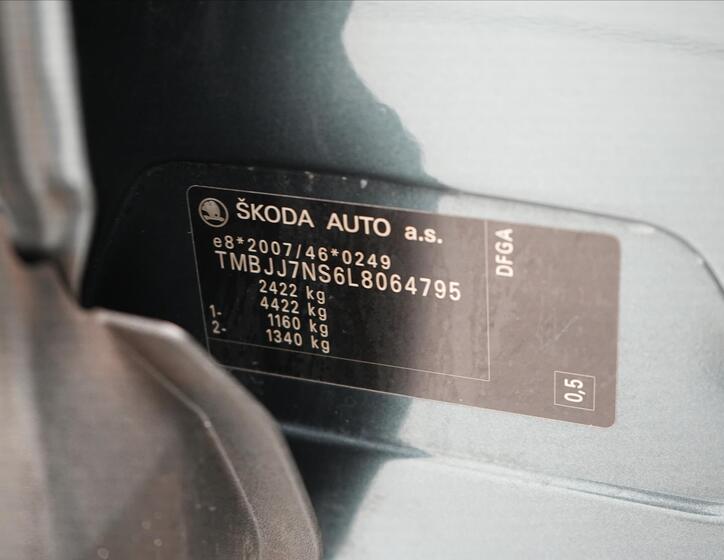 ŠKODA AUTO a.s.
e8*2007/46*0249
TMBJJ7NS6L8064795
2422 kg
4422 kg
1- 1160 kg
2- 1340 kg
DFGA
0,5